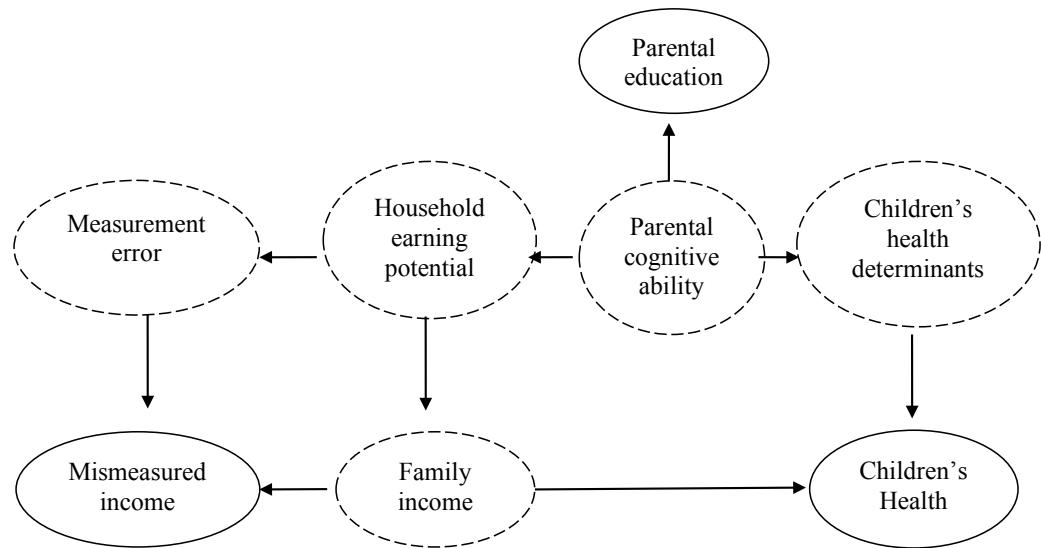 Parental
education
Measurement
error
Household
earning
potential
Parental
cognitive
ability
Children’s
health
determinants
Mismeasured
income
Family
income
Children’s
Health